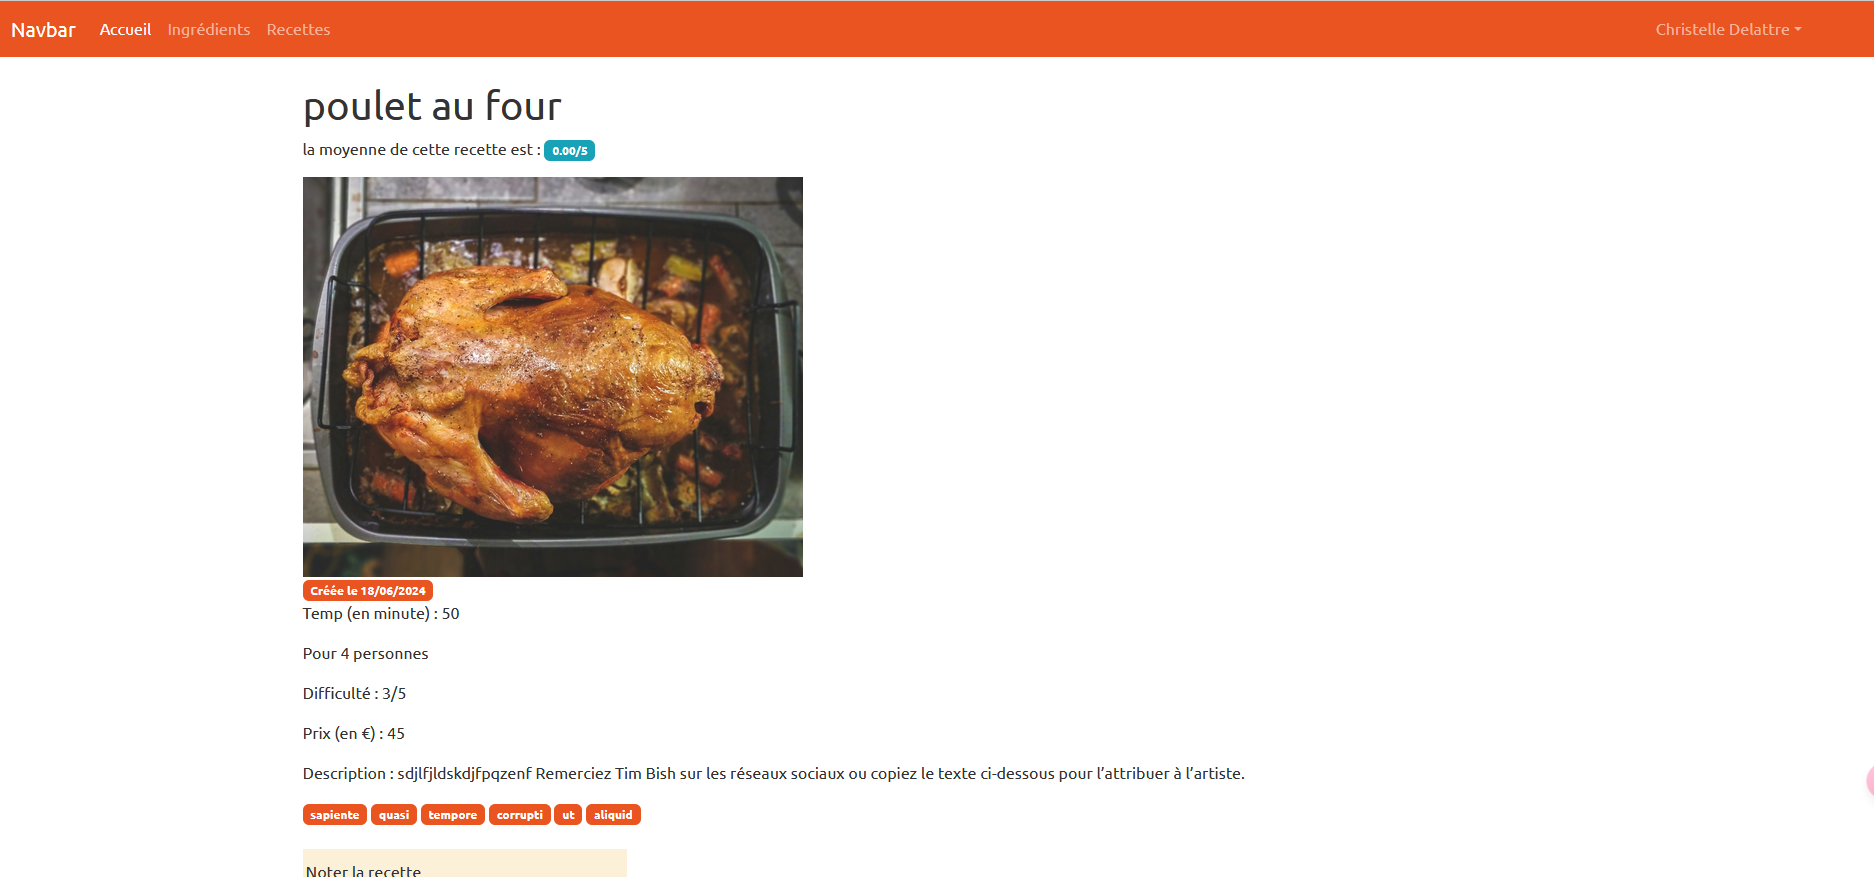 Navbar Accueil Ingrédients Recettes Christelle Delattre
poulet au four
la moyenne de cette recette est : 0.00/5
Créée le 18/06/2024
Temp (en minute) : 50
Pour 4 personnes
Difficulté : 3/5
Prix (en €) : 45
Description : sdjlfjldskdjfpqzenf Remerciez Tim Bish sur les réseaux sociaux ou copiez le texte ci-dessous pour l’attribuer à l’artiste.
sapiente quasi tempore corrupti ut aliquid
Noter la recette